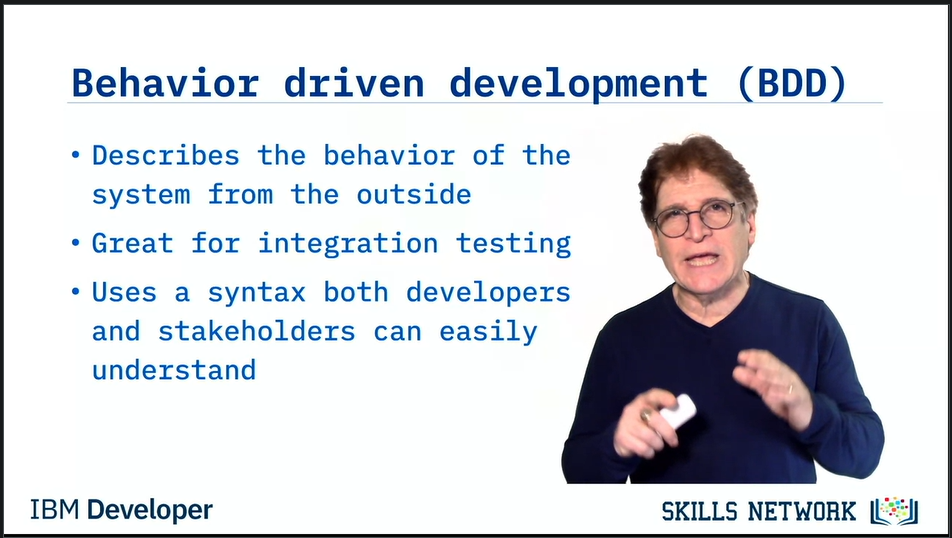 Behavior driven development (BDD)
• Describes the behavior of the
system from the outside
• Great for integration testing
• Uses a syntax both developers
and stakeholders can easily
understand
IBM Developer
SKILLS NETWORK